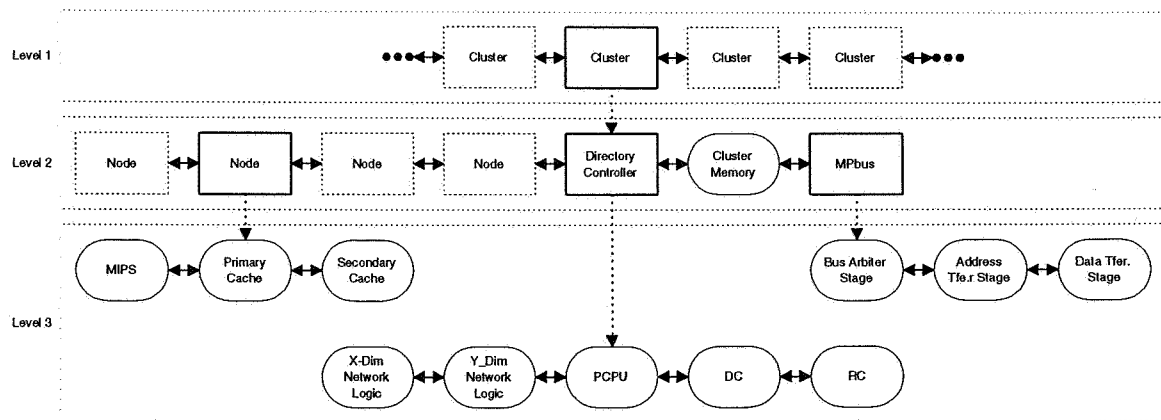 Level 1
Cluster
Cluster
Cluster
Cluster
Level 2
Node
Node
Node
Node
Directory
Controller
Cluster
Memory
MPbus
Level 3
MIPS
Primary
Cache
Secondary
Cache
Bus Arbiter
Stage
Address
Tfe.r Stage
Data Tfer.
Stage
X-Dim
Network
Logic
Y_Dim
Network
Logic
PCPU
DC
RC